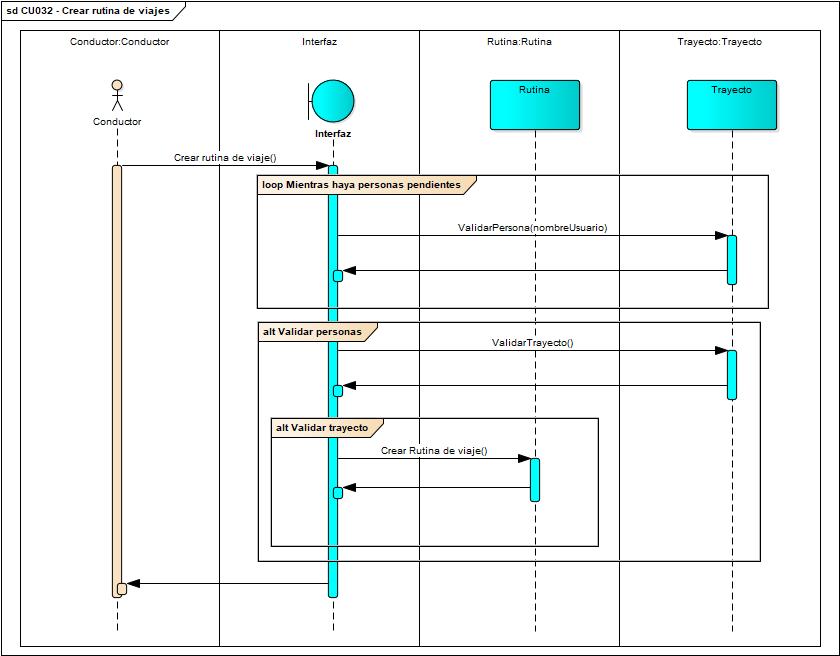 sd CU032 - Crear rutina de viajes
Conductor:Conductor
Interfaz
Rutina:Rutina
Trayecto:Trayecto
Rutina
Trayecto
Conductor
Interfaz
Crear rutina de viaje()
loop Mientras haya personas pendientes
ValidarPersona(nombreUsuario)
alt Validar personas
ValidarTrayecto()
alt Validar trayecto
Crear Rutina de viaje()